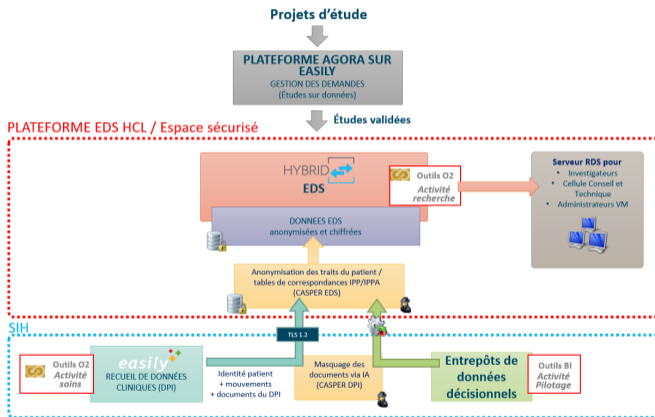 Projets d'étude
PLATEFORME AGORA SUR
EASILY
GESTION DES DEMANDES
(Études sur données)
Études validées
PLATEFORME EDS HCL / Espace sécurisé
HYBRID
EDS
Outils O2
Activité
recherche
Serveur RDS pour
• Investigateurs
• Cellule Conseil et
Technique
• Administrateurs VM
DONNEES EDS
anonymisées et chiffrées
Anonymisation des traits du patient /
tables de correspondances IPP/IPPA
(CASPER EDS)
SIH
TLS 1.2
Outils O2
Activité
soins
easily
RECUEIL DE DONNÉES
CLINIQUES (DPI)
Identité patient
+ mouvements
+ documents du DPI
Masquage des
documents via IA
(CASPER DPI)
Entrepôts de
données
décisionnels
Outils BI
Activité
Pilotage